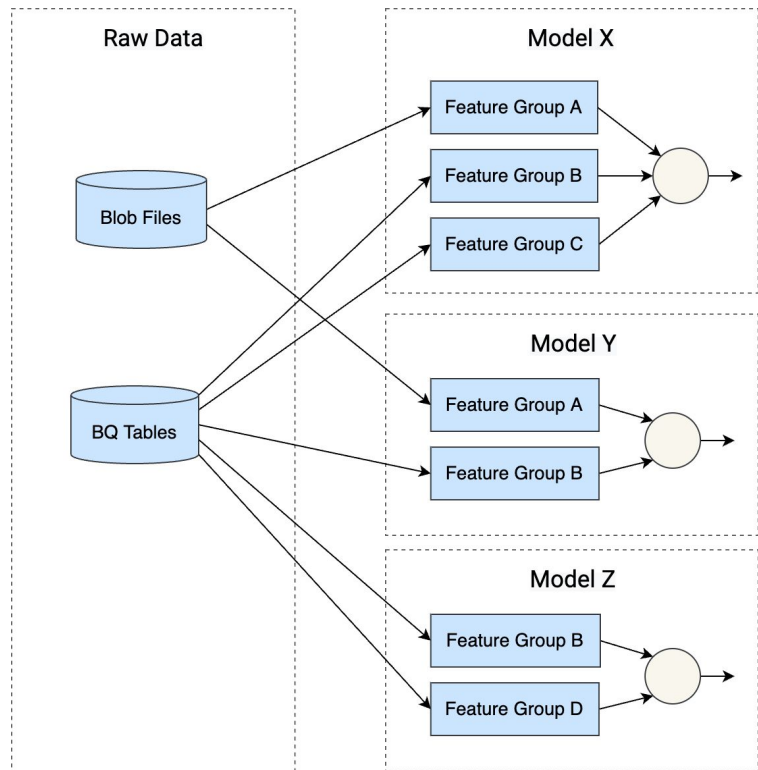 Raw Data
Blob Files
BQ Tables
Model X
Feature Group A
Feature Group B
Feature Group C
Model Y
Feature Group A
Feature Group B
Model Z
Feature Group B
Feature Group D